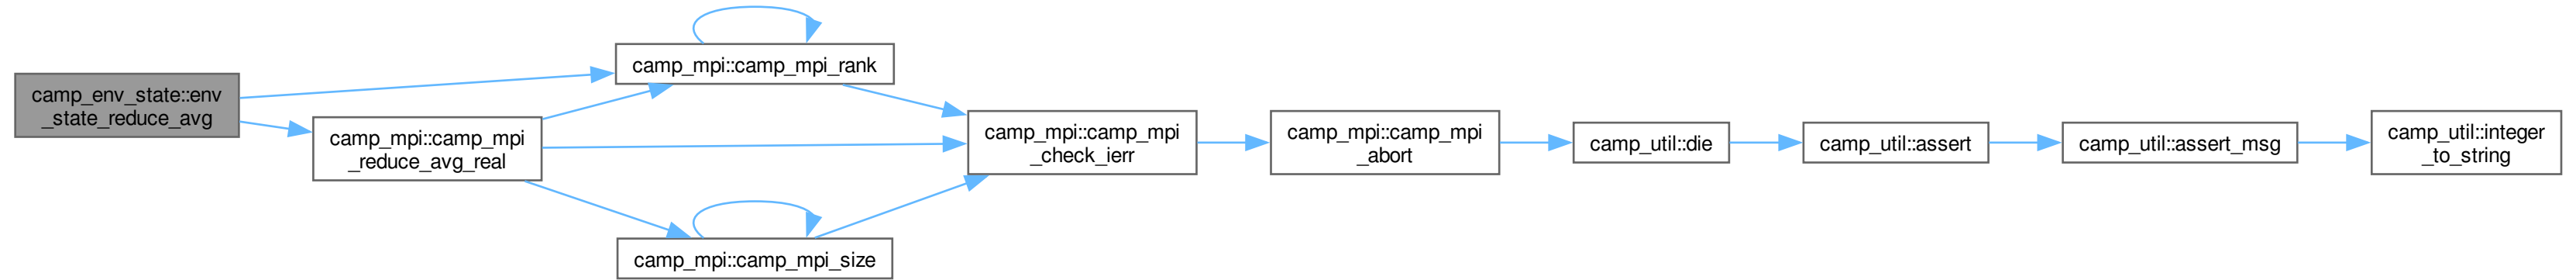 camp_env_state::env
_state_reduce_avg
camp_mpi::camp_mpi_rank
camp_mpi::camp_mpi
_reduce_avg_real
camp_mpi::camp_mpi_size
camp_mpi::camp_mpi
_check_ierr
camp_mpi::camp_mpi
_abort
camp_util::die
camp_util::assert
camp_util::assert_msg
camp_util::integer
_to_string